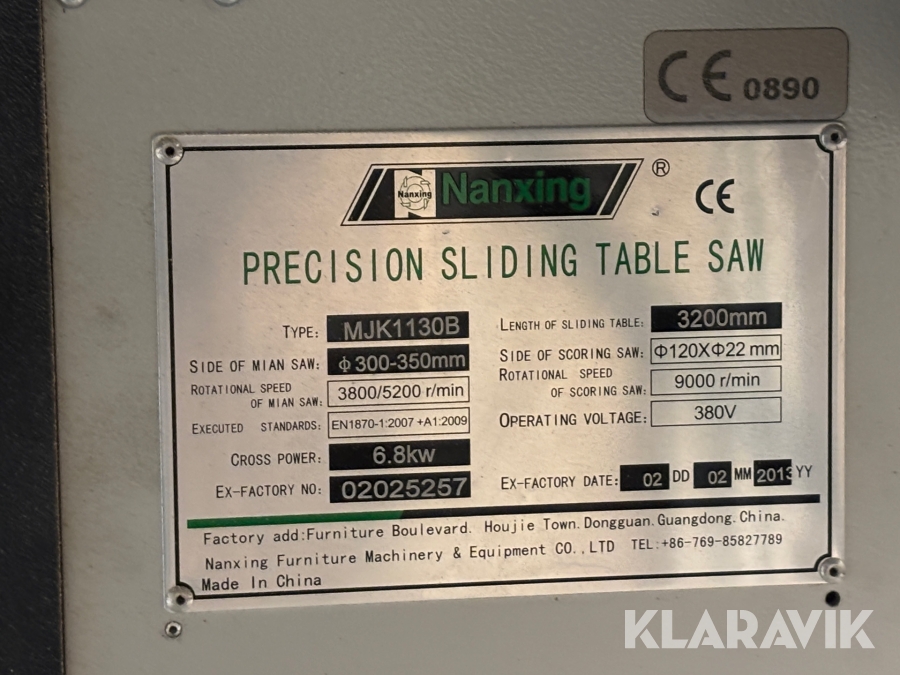 CE 0890
Nanxing Nanxing ®
CE
PRECISION SLIDING TABLE SAW
TYPE: MJK1130B
LENGTH OF SLIDING TABLE: 3200mm
SIDE OF MIAN SAW: Φ300-350mm
SIDE OF SCORING SAW: Φ120XΦ22 mm
ROTATIONAL SPEED
OF MIAN SAW: 3800/5200 r/min
ROTATIONAL SPEED
OF SCORING SAW: 9000 r/min
EXECUTED STANDARDS: EN1870-1:2007 +A1:2009
OPERATING VOLTAGE: 380V
CROSS POWER: 6.8kw
EX-FACTORY NO: 02025257
EX-FACTORY DATE: 02 DD 02 MM 2013 YY
Factory add:Furniture Boulevard. Houjie Town.Dongguan.Guangdong.China.
Nanxing Furniture Machinery & Equipment CO.,LTD TEL:+86-769-85827789
Made In China
KLARAVIK